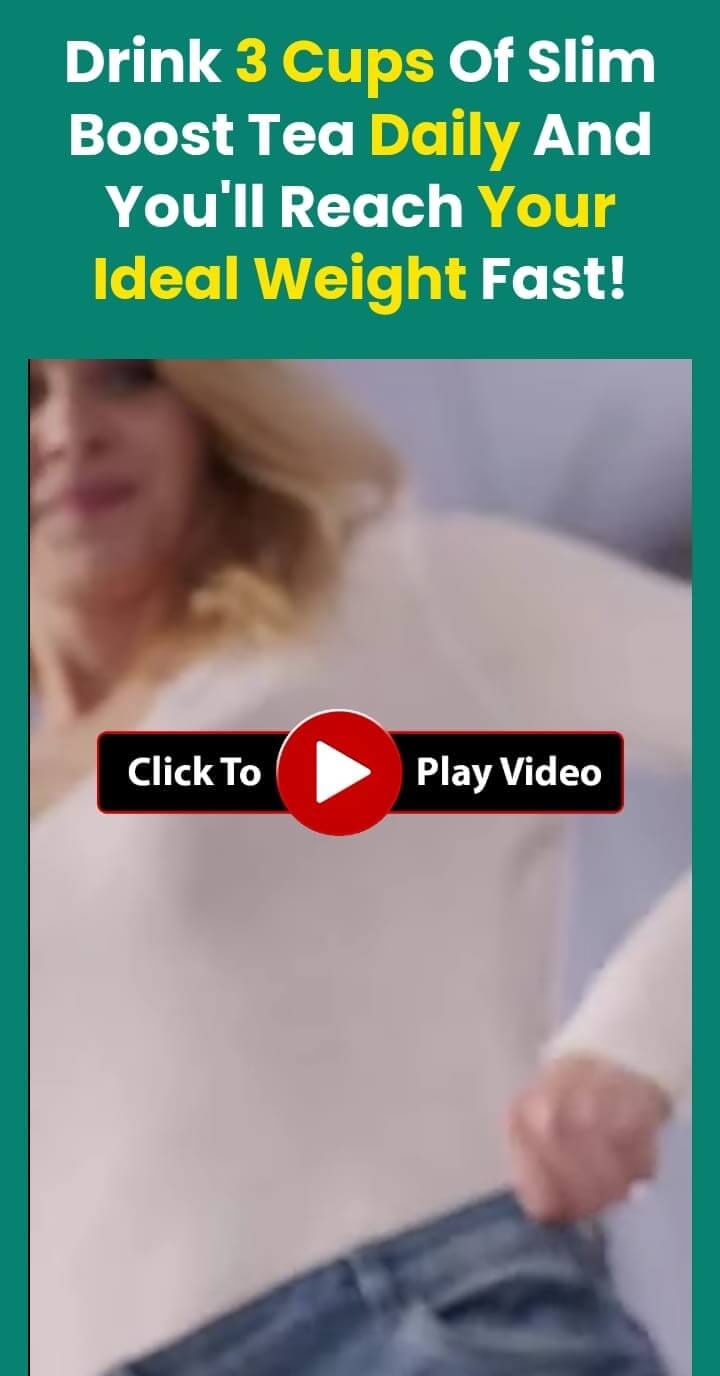 Drink 3 Cups Of Slim
Boost Tea Daily And
You'll Reach Your
Ideal Weight Fast!
Click To Play Video